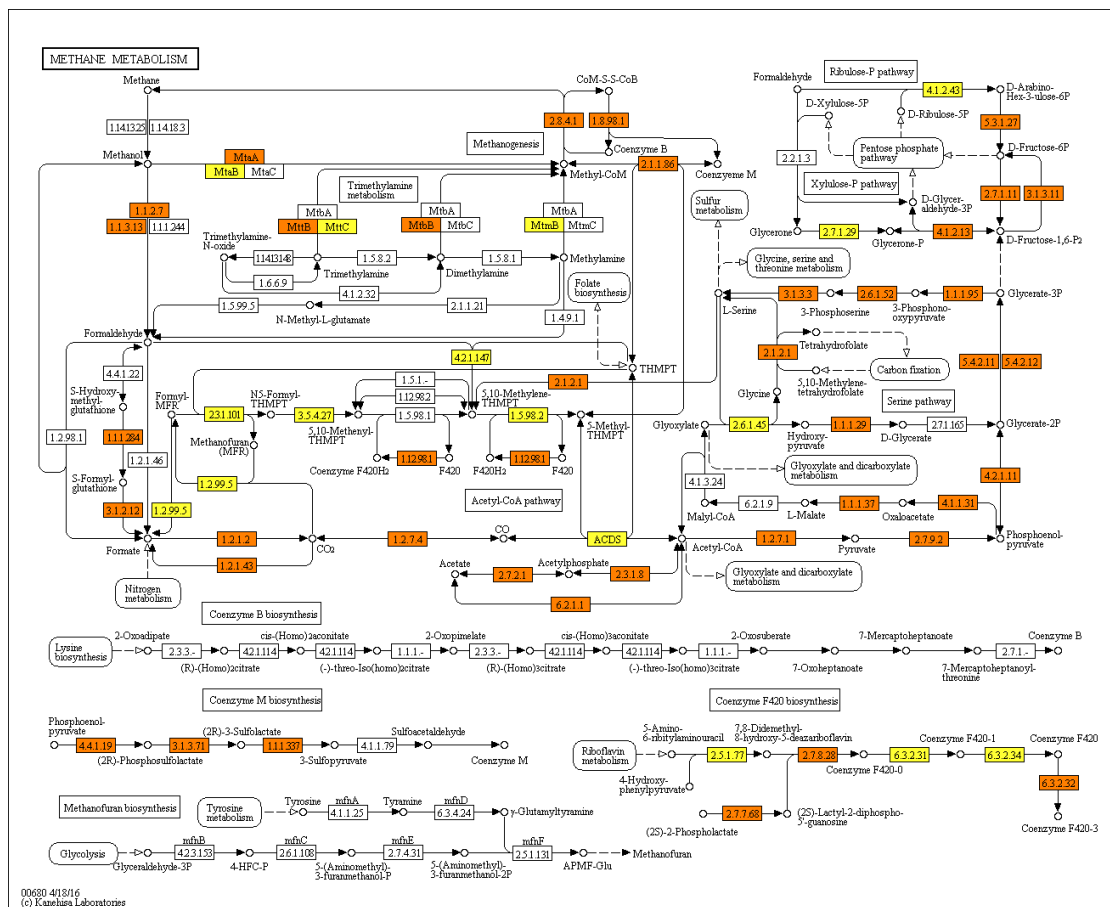 METHANE METABOLISM
Methane
CoM-S-S-CoB
Formaldehyde
Ribulose-P pathway
4.1.2.43
D-Arabino-
Hex-3-ulose-6P
D-Xylulose-5P
D-Ribulose-5P
1.14.13.25
1.14.18.3
2.8.4.1
1.8.98.1
5.3.1.27
Methanogenesis
Coenzyme B
Pentose phosphate
pathway
D-Fructose-6P
Methanol
MtaA
MtaB
MtaC
Methyl-CoM
2.1.1.86
Coenzyeme M
2.2.1.3
Xylulose-P pathway
Trimethylamine
metabolism
Sulfur
metabolism
D-Glycer-
aldehyde-3P
2.7.1.11
3.1.3.11
1.1.2.7
1.1.3.13
1.1.1.244
MtbA
MttB
MttC
MtbA
MtbB
MtbC
MtbA
MtmB
MtmC
Glycerone
2.7.1.29
Glycerone-P
4.1.2.13
D-Fructose-1,6-P2
Trimethylamine-
N-oxide
1.14.13.148
Trimethylamine
1.5.8.2
Dimethylamine
1.5.8.1
Methylamine
1.6.6.9
4.1.2.32
Glycine, serine and
threonine metabolism
Folate
biosynthesis
1.5.99.5
N-Methyl-L-glutamate
2.1.1.21
L-Serine
3.1.3.3
3-Phosphoserine
2.6.1.52
3-Phosphono-
oxypyruvate
1.1.1.95
Glycerate-3P
1.4.9.1
Formaldehyde
4.2.1.147
THMPT
2.1.2.1
Tetrahydrofolate
Carbon fixation
5,10-Methylene-
tetrahydrofolate
5.4.2.11
5.4.2.12
4.4.1.22
S-Hydroxy-
methyl-
glutathione
Formyl-
MFR
2.3.1.101
N5-Formyl-
THMPT
3.5.4.27
5,10-Methenyl-
THMPT
1.5.1.-
1.12.98.2
1.5.98.1
5,10-Methylene-
THMPT
2.1.2.1
1.5.98.2
5-Methyl-
THMPT
Glycine
Serine pathway
Glyoxylate
2.6.1.45
Hydroxy-
pyruvate
1.1.1.29
D-Glycerate
2.7.1.165
Glycerate-2P
1.1.1.284
Methanofuran
(MFR)
Coenzyme F420H2
1.12.98.1
F420
F420H2
1.12.98.1
F420
1.2.98.1
1.2.1.46
S-Formyl-
glutathione
1.2.99.5
Glyoxylate and dicarboxylate
metabolism
4.1.3.24
4.2.1.11
3.1.2.12
1.2.99.5
Acetyl-CoA pathway
Malyl-CoA
6.2.1.9
L-Malate
1.1.1.37
Oxaloacetate
4.1.1.31
Formate
1.2.1.2
CO2
1.2.7.4
CO
ACDS
Acetyl-CoA
1.2.7.1
Pyruvate
2.7.9.2
Phosphoenol-
pyruvate
1.2.1.43
Acetate
2.7.2.1
Acetylphosphate
2.3.1.8
6.2.1.1
Glyoxylate and dicarboxylate
metabolism
Nitrogen
metabolism
Coenzyme B biosynthesis
Lysine
biosynthesis
2-Oxoadipate
2.3.3.-
(R)-(Homo)2citrate
4.2.1.114
cis-(Homo)2aconitate
4.2.1.114
(-)-threo-Iso(homo)2citrate
1.1.1.-
2-Oxopimelate
2.3.3.-
(R)-(Homo)3citrate
4.2.1.114
cis-(Homo)3aconitate
4.2.1.114
(-)-threo-Iso(homo)3citrate
1.1.1.-
2-Oxosuberate
7-Oxoheptanoate
7-Mercaptoheptanoate
7-Mercaptoheptanoyl-
threonine
2.7.1.-
Coenzyme B
Coenzyme M biosynthesis
Phosphoenol-
pyruvate
4.4.1.19
(2R)-Phosphosulfolactate
3.1.3.71
(2R)-3-Sulfolactate
1.1.1.337
3-Sulfopyruvate
4.1.1.79
Sulfoacetaldehyde
Coenzyme M
Coenzyme F420 biosynthesis
Riboflavin
metabolism
5-Amino-
6-ribitylaminouracil
4-Hydroxy-
phenylpyruvate
2.5.1.77
7,8-Didemethyl-
8-hydroxy-5-deazariboflavin
2.7.8.28
Coenzyme F420-0
6.3.2.31
Coenzyme F420-1
6.3.2.34
Coenzyme F420
6.3.2.32
Coenzyme F420-3
2.7.7.68
(2S)-2-Phospholactate
(2S)-Lactyl-2-diphospho-
5'-guanosine
Methanofuran biosynthesis
Tyrosine
metabolism
Tyrosine
mfnA
4.1.1.25
Tyramine
mfnD
6.3.4.24
γ-Glutamyltyramine
Glycolysis
Glyceraldehyde-3P
mfnB
4.2.3.153
4-HFC-P
mfnC
2.6.1.108
5-(Aminomethyl)-
3-furanmethanol-P
mfnE
2.7.4.31
5-(Aminomethyl)-
3-furanmethanol-2P
mfnF
2.5.1.131
APMF-Glu
Methanofuran
00680 4/18/16
(c) Kanehisa Laboratories